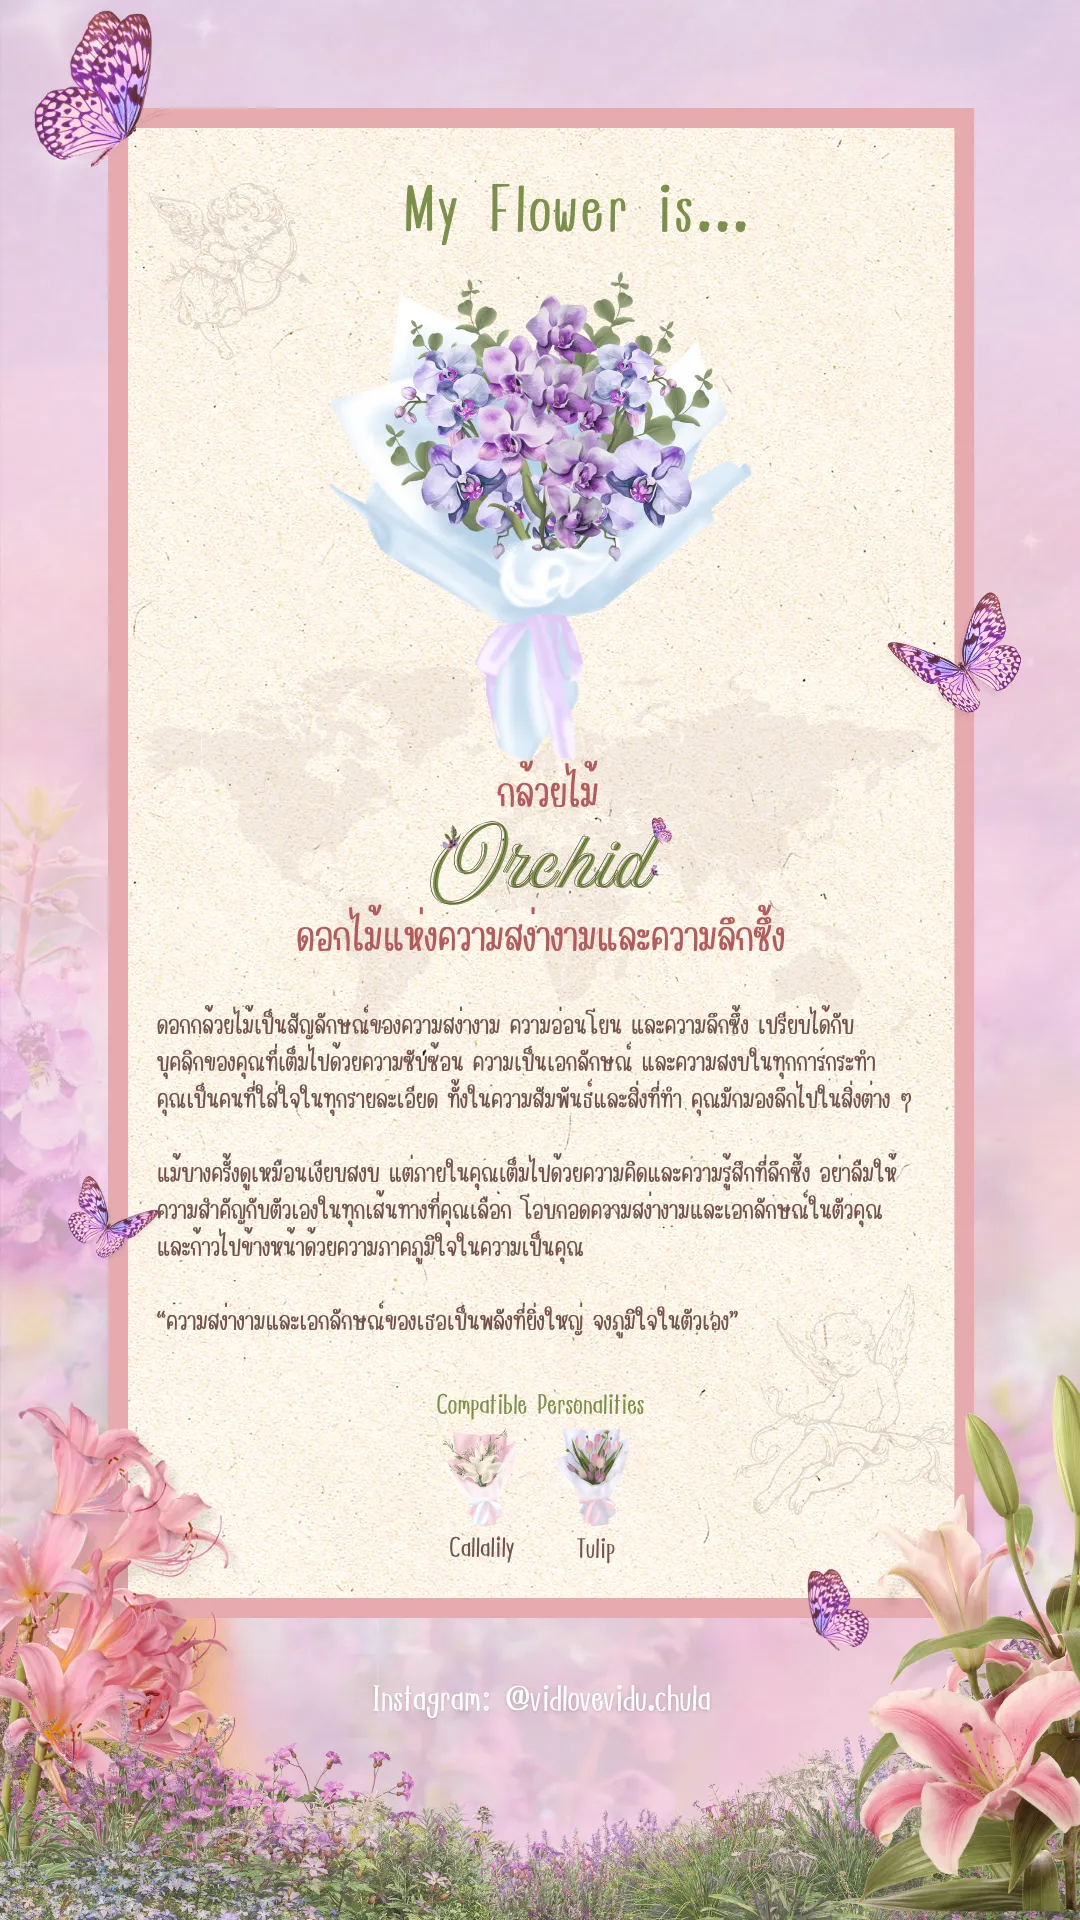 My Flower is...
กล้วยไม้
Orchid
ดอกไม้แห่งความสง่างามและความลึกซึ้ง
ดอกกล้วยไม้เป็นสัญลักษณ์ของความสง่างาม ความอ่อนโยน และความลึกซึ้ง เปรียบได้กับ
บุคลิกของคุณที่เต็มไปด้วยความซับซ้อน ความเป็นเอกลักษณ์ และความสงบในทุกการกระทำ
คุณเป็นคนที่ใส่ใจในทุกรายละเอียด ทั้งในความสัมพันธ์และสิ่งที่ทำ คุณมักมองลึกไปในสิ่งต่าง ๆ
แม้บางครั้งดูเหมือนเงียบสงบ แต่ภายในคุณเต็มไปด้วยความคิดและความรู้สึกที่ลึกซึ้ง อย่าลืมให้
ความสำคัญกับตัวเองในทุกเส้นทางที่คุณเลือก โอบกอดความสง่างามและเอกลักษณ์ในตัวคุณ
และก้าวไปข้างหน้าด้วยความภาคภูมิใจในความเป็นคุณ
“ความสง่างามและเอกลักษณ์ของเธอเป็นพลังที่ยิ่งใหญ่ จงภูมิใจในตัวเอง”
Compatible Personalities
Callalily Tulip
Instagram: @vidlovevidu.chula